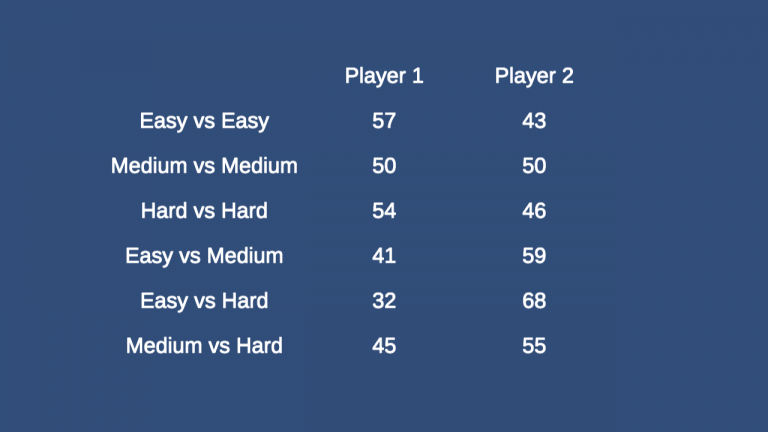 Player 1 Player 2
Easy vs Easy 57 43
Medium vs Medium 50 50
Hard vs Hard 54 46
Easy vs Medium 41 59
Easy vs Hard 32 68
Medium vs Hard 45 55